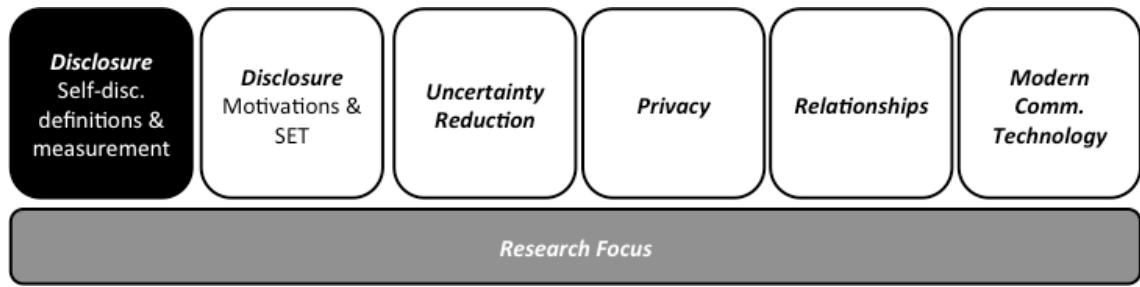 Disclosure
Self-disc.
definitions &
measurement
Disclosure
Motivations &
SET
Uncertainty
Reduction
Privacy
Relationships
Modern
Comm.
Technology
Research Focus